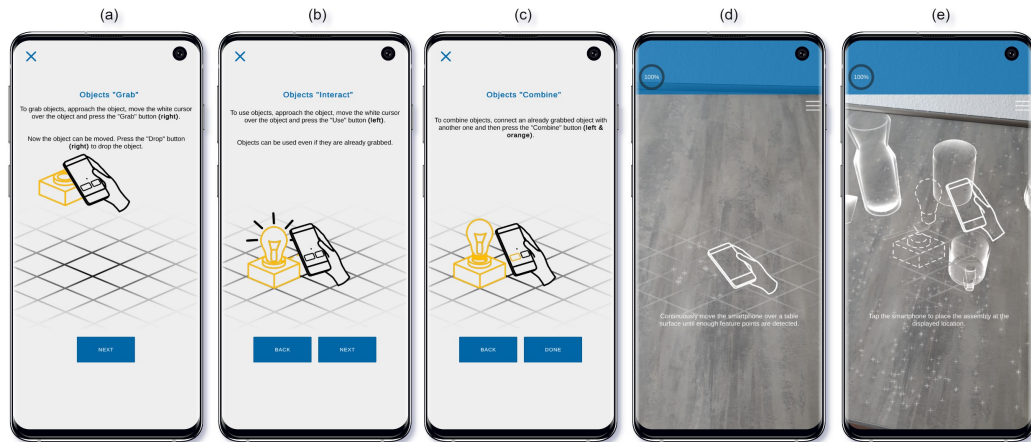 (a)
(b)
(c)
(d)
(e)
Objects "Grab"
To grab objects, approach the object, move the white cursor
over the object and press the "Grab" button (right).
Now the object can be moved. Press the "Drop" button
(right) to drop the object.
NEXT
Objects "Interact"
To use objects, approach the object, move the white cursor
over the object and press the "Use" button (left).
Objects can be used even if they are already grabbed.
BACK
NEXT
Objects "Combine"
To combine objects, connect an already grabbed object with
another one and then press the "Combine" button (left &
orange).
BACK
DONE
100%
Continuously move the smartphone over a table
surface until enough feature points are detected.
100%
Tap the smartphone to place the assembly at the
displayed location.